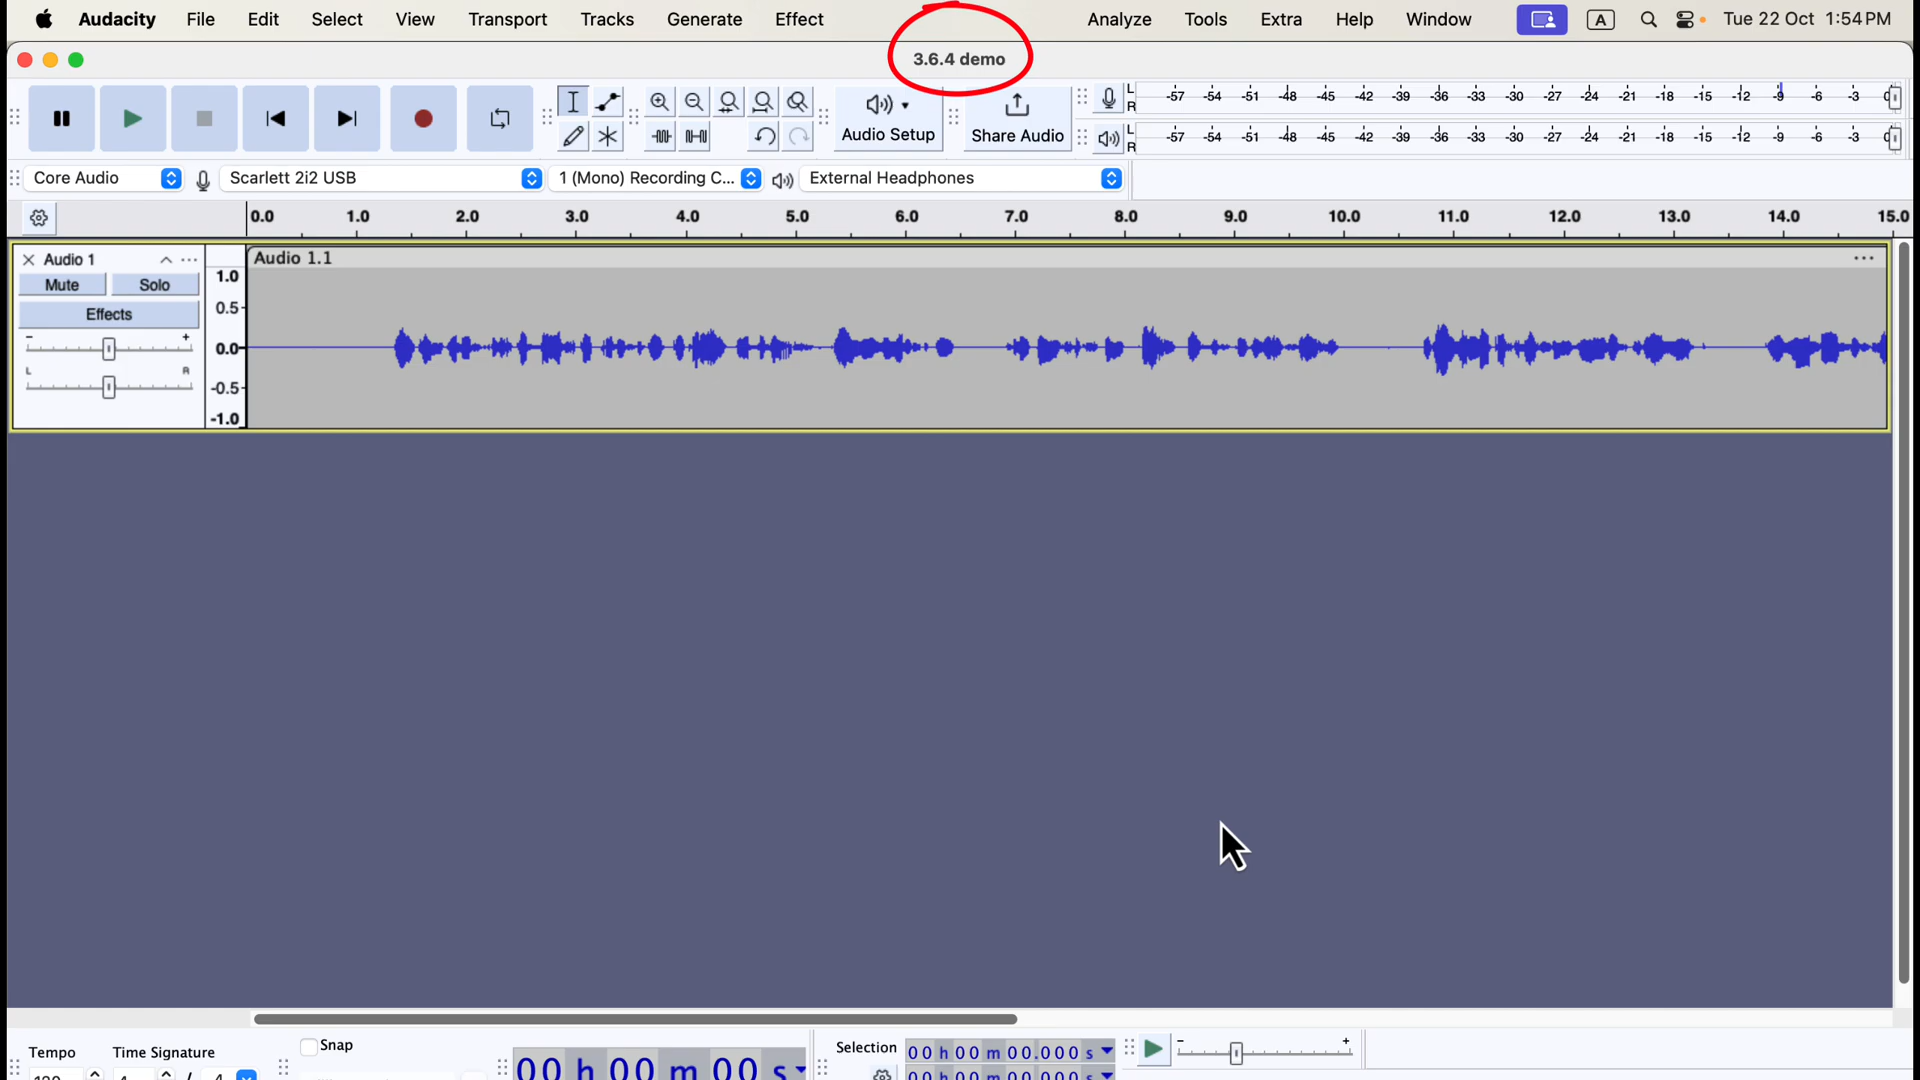 Audacity File Edit Select View Transport Tracks Generate Effect Analyze Tools Extra Help Window A Tue 22 Oct 1:54 PM
3.6.4 demo
L -57 -54 -51 -48 -45 -42 -39 -36 -33 -30 -27 -24 -21 -18 -15 -12 -9 -6 -3 0
R
Audio Setup Share Audio
L -57 -54 -51 -48 -45 -42 -39 -36 -33 -30 -27 -24 -21 -18 -15 -12 -9 -6 -3 0
R
Core Audio Scarlett 2i2 USB 1 (Mono) Recording C... External Headphones
0.0 1.0 2.0 3.0 4.0 5.0 6.0 7.0 8.0 9.0 10.0 11.0 12.0 13.0 14.0 15.0
Audio 1 ... Audio 1.1 ...
1.0
Mute Solo
0.5
Effects
- +
0.0
L R
-0.5
-1.0
Tempo Time Signature Snap Selection 00 h 00 m 00.000 s - +
4 / 4 00 h 00 m 00 s 00 h 00 m 00.000 s